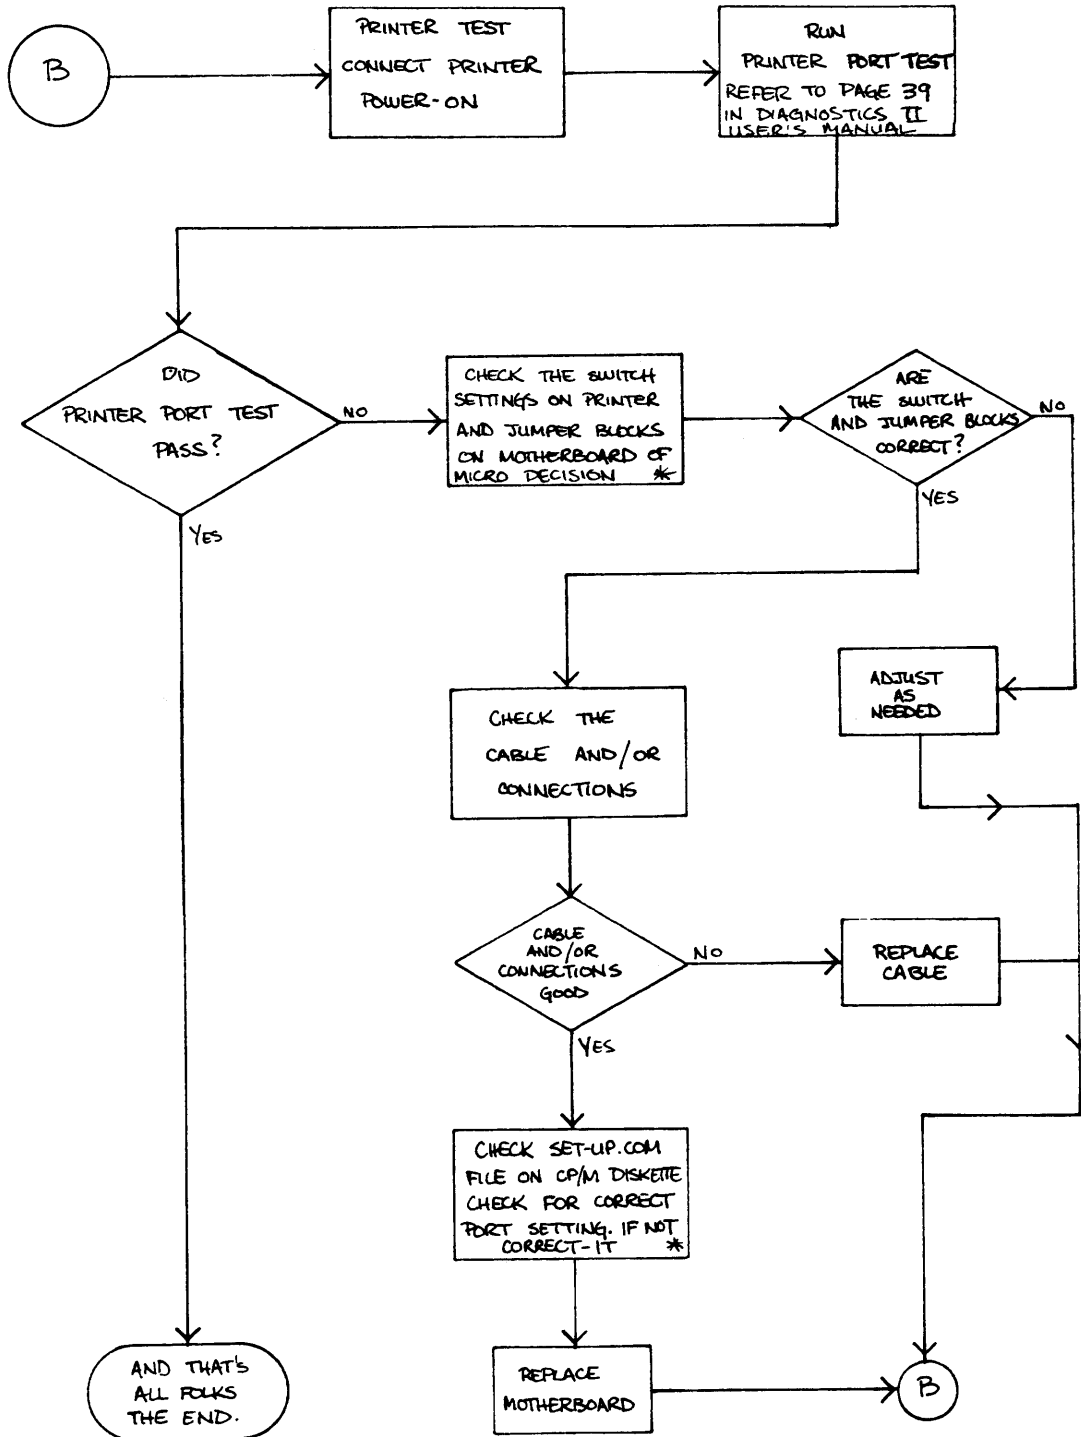 B
PRINTER TEST
CONNECT PRINTER
POWER-ON
RUN
PRINTER PORT TEST
REFER TO PAGE 39
IN DIAGNOSTICS II
USER'S MANUAL
DID
PRINTER PORT TEST
PASS?
NO
YES
CHECK THE SWITCH
SETTINGS ON PRINTER
AND JUMPER BLOCKS
ON MOTHERBOARD OF
MICRO DECISION *
ARE
THE SWITCH
AND JUMPER BLOCKS
CORRECT?
NO
YES
ADJUST
AS
NEEDED
CHECK THE
CABLE AND/OR
CONNECTIONS
CABLE
AND/OR
CONNECTIONS
GOOD
NO
YES
REPLACE
CABLE
CHECK SET-UP.COM
FILE ON CP/M DISKETTE
CHECK FOR CORRECT
PORT SETTING. IF NOT
CORRECT-IT *
REPLACE
MOTHERBOARD
B
AND THAT'S
ALL FOLKS
THE END.